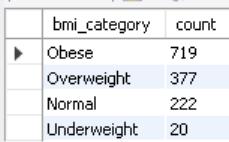 bmi_category count
Obese 719
Overweight 377
Normal 222
Underweight 20